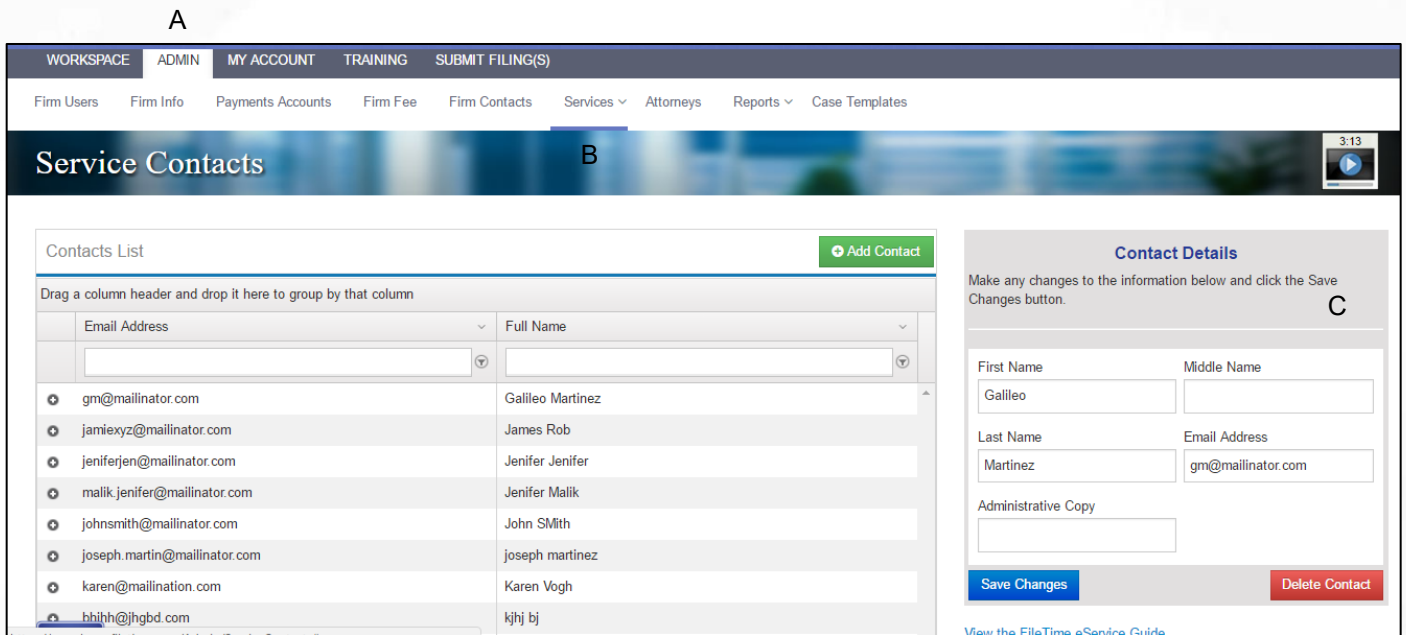 A
WORKSPACE ADMIN MY ACCOUNT TRAINING SUBMIT FILING(S)
Firm Users Firm Info Payments Accounts Firm Fee Firm Contacts Services Attorneys Reports Case Templates
Service Contacts
B
3:13
Contacts List
Add Contact
Drag a column header and drop it here to group by that column
Email Address Full Name
gm@mailinator.com Galileo Martinez
jamiexyz@mailinator.com James Rob
jeniferjen@mailinator.com Jenifer Jenifer
malik.jenifer@mailinator.com Jenifer Malik
johnsmith@mailinator.com John SMith
joseph.martin@mailinator.com joseph martinez
karen@mailination.com Karen Vogh
hhihh@jhgbd.com kjhj bj
Contact Details
Make any changes to the information below and click the Save
Changes button.
C
First Name Middle Name
Galileo
Last Name Email Address
Martinez gm@mailinator.com
Administrative Copy
Save Changes Delete Contact
View the FileTime eService Guide